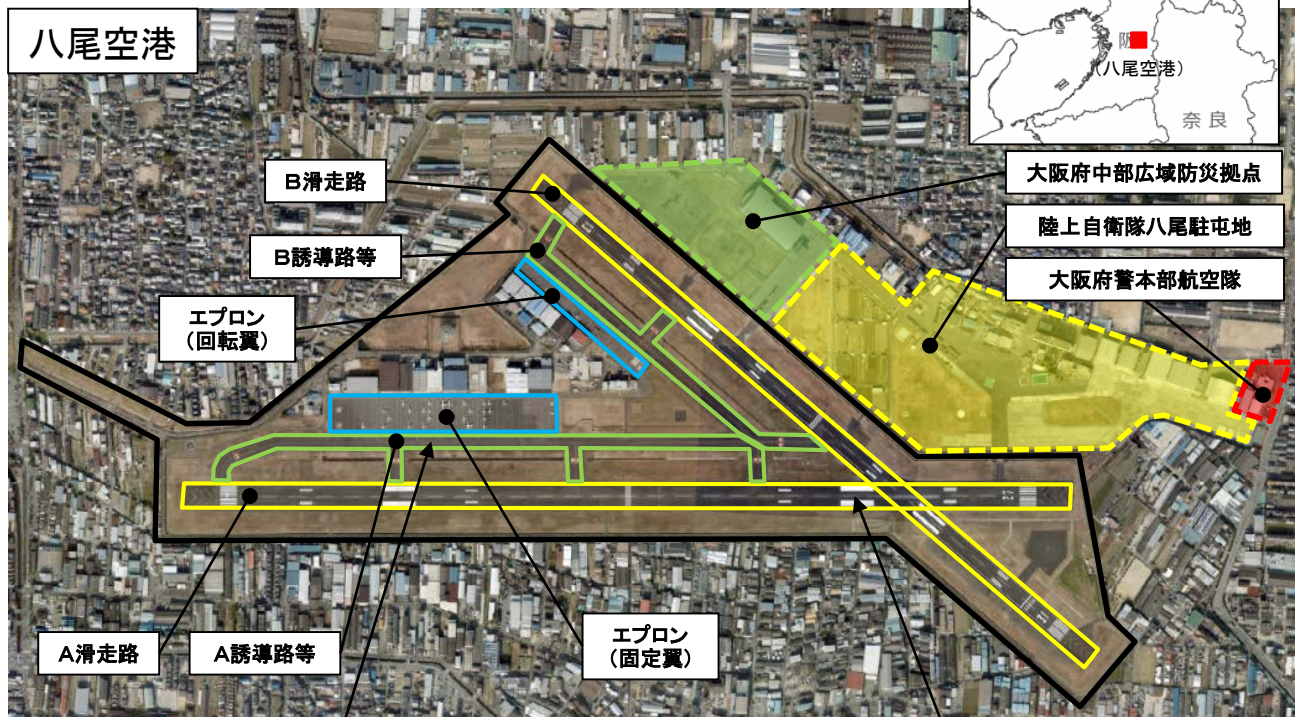 八尾空港
大 阪
(八尾空港)
奈良
B滑走路
大阪府中部広域防災拠点
陸上自衛隊八尾駐屯地
B誘導路等
大阪府警本部航空隊
エプロン
(回転翼)
27
A滑走路
A誘導路等
エプロン
(固定翼)